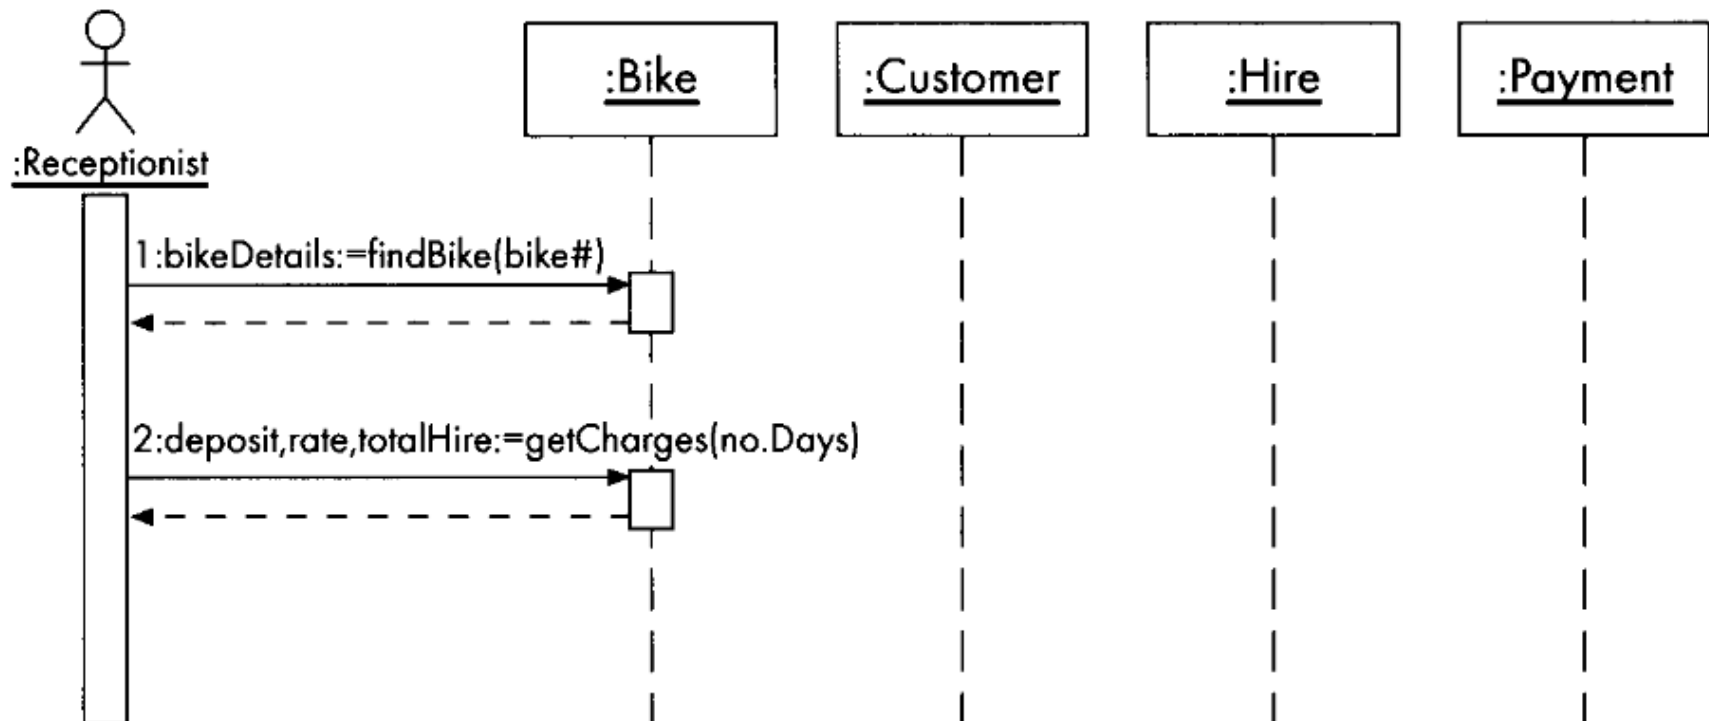 :Bike
:Customer
:Hire
:Payment
:Receptionist
1:bikeDetails:=findBike(bike#)
2:deposit,rate,totalHire:=getCharges(no.Days)